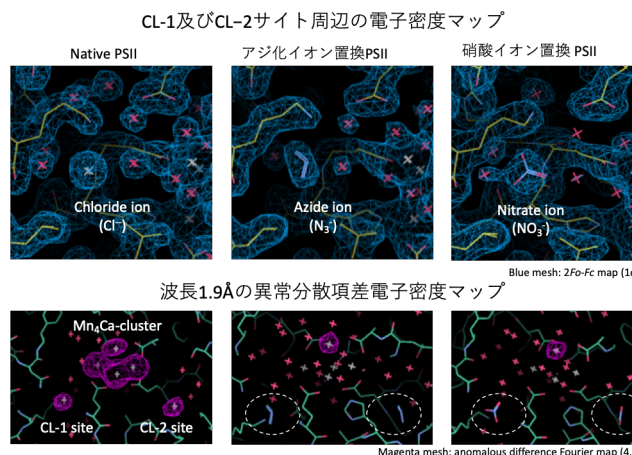 CL-1及びCL−2サイト周辺の電子密度マップ
Native PSII
アジ化イオン置換PSII
硝酸イオン置換 PSII
Chloride ion
(Cl⁻)
Azide ion
(N₃⁻)
Nitrate ion
(NO₃⁻)
Blue mesh: 2Fo-Fc map (1
波長1.9Åの異常分散項差電子密度マップ
Mn₄Ca-cluster
CL-1 site
CL-2 site
Magenta mesh: anomalous difference Fourier map (4.